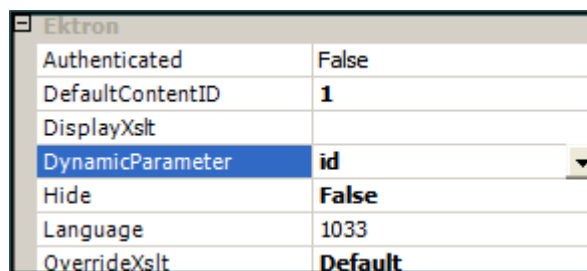 Ektron
Authenticated False
DefaultContentID 1
DisplayXslt
DynamicParameter id
Hide False
Language 1033
OverrideXslt Default